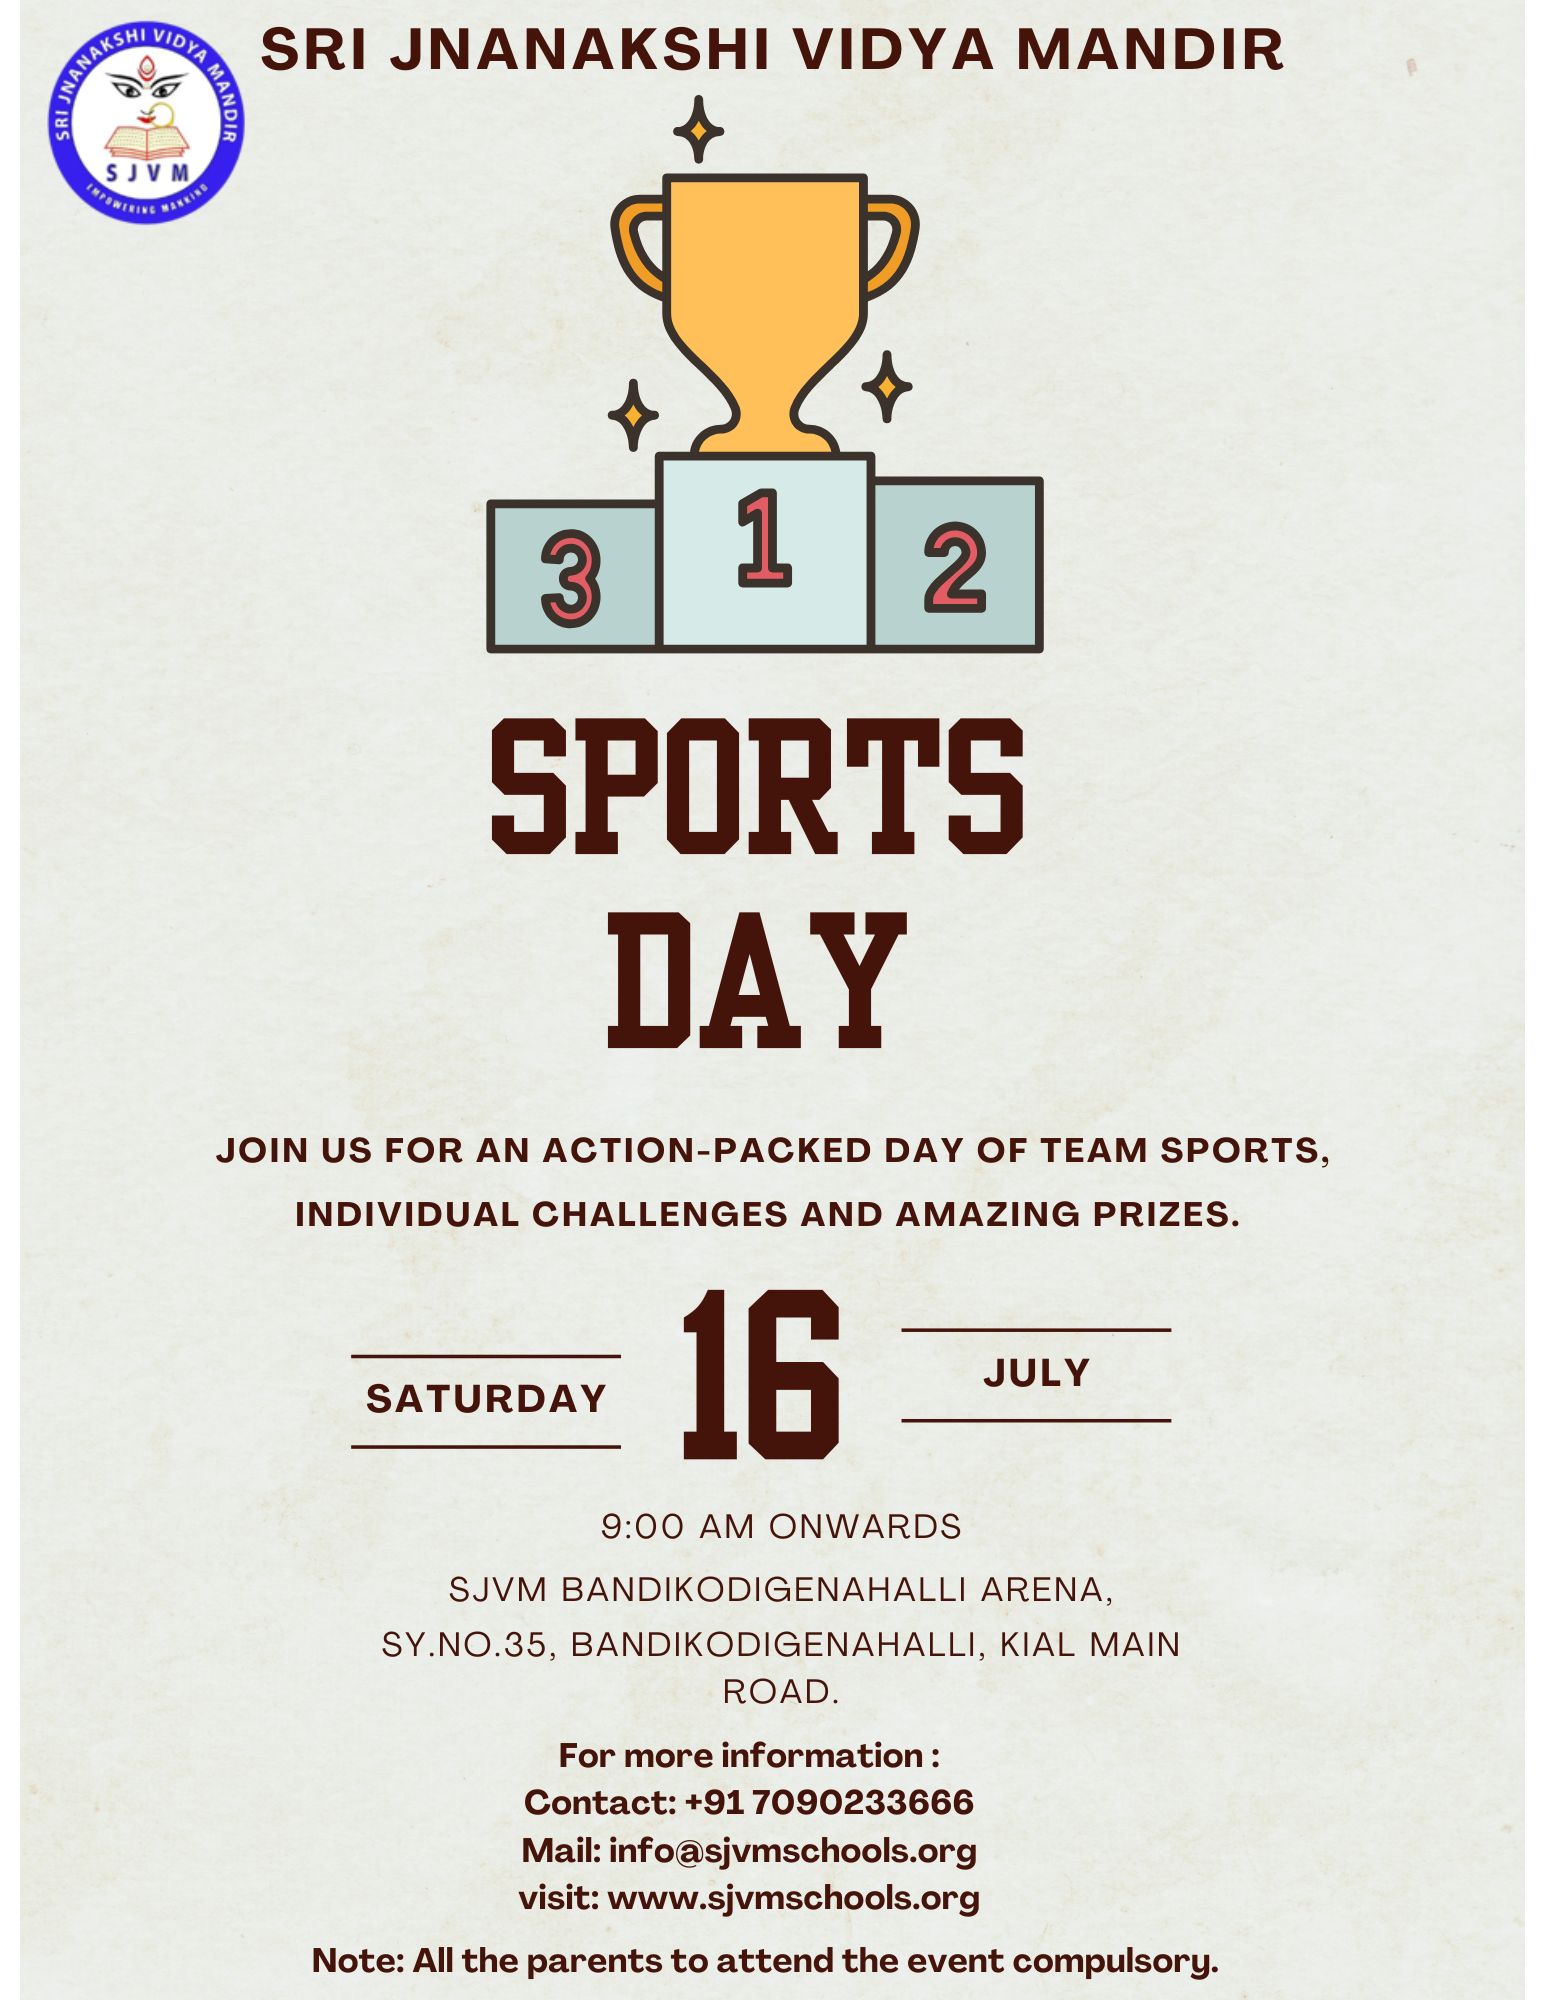 SRI JNANAKSHI VIDYA MANDIR
SRI JNANAKSHI VIDYA MANDIR
SJVM
EMPOWERING MANKIND
3 1 2
SPORTS
DAY
JOIN US FOR AN ACTION-PACKED DAY OF TEAM SPORTS,
INDIVIDUAL CHALLENGES AND AMAZING PRIZES.
SATURDAY 16 JULY
9:00 AM ONWARDS
SJVM BANDIKODIGENAHALLI ARENA,
SY.NO.35, BANDIKODIGENAHALLI, KIAL MAIN
ROAD.
For more information :
Contact: +91 7090233666
Mail: info@sjvmschools.org
visit: www.sjvmschools.org
Note: All the parents to attend the event compulsory.